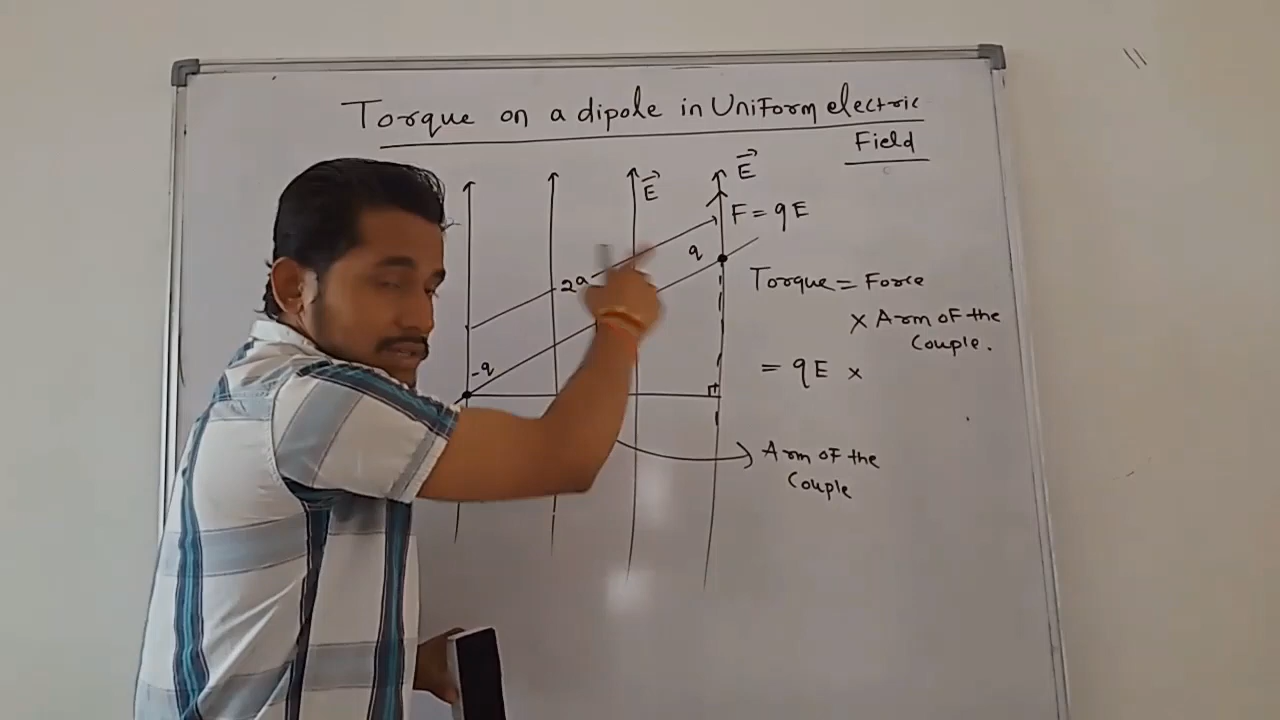 Torque on a dipole in Uniform electric
Field
E
E
F = qE
q
2a
-q
Torque = Force
× Arm of the
Couple.
= qE ×
Arm of the
Couple